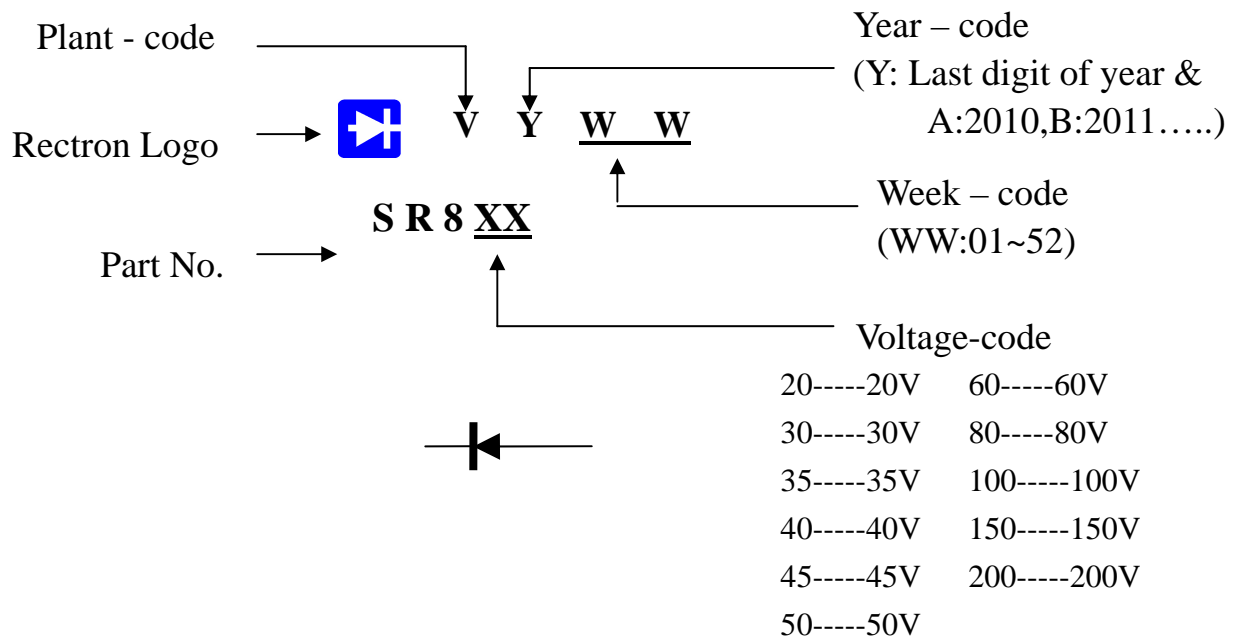 Plant - code
Year – code
(Y: Last digit of year &
A:2010,B:2011…..)
V Y W W
Rectron Logo
Week – code
(WW:01~52)
S R 8 XX
Part No.
Voltage-code
20-----20V 60-----60V
30-----30V 80-----80V
35-----35V 100-----100V
40-----40V 150-----150V
45-----45V 200-----200V
50-----50V